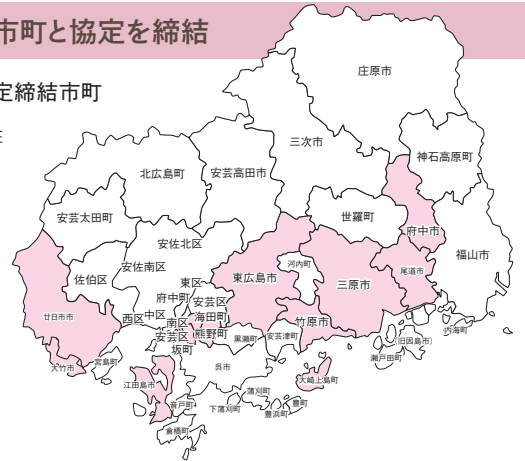 市町と協定を締結
定締結市町
庄原市
三次市
神石高原町
北広島町
安芸高田市
世羅町
府中市
安芸太田町
福山市
安佐北区
河内町
安佐南区
東広島市
三原市
尾道市
佐伯区
東区
府中町
安芸区
廿日市市
西区
中区
南区
海田町
竹原市
内海町
安芸区
熊野町
黒瀬町
安芸津町
(旧因島市)
坂町
瀬戸田町
宮島町
大竹市
呉市
江田島市
大崎上島町
音戸町
蒲刈町
下蒲刈町
豊町
豊浜町
倉橋町